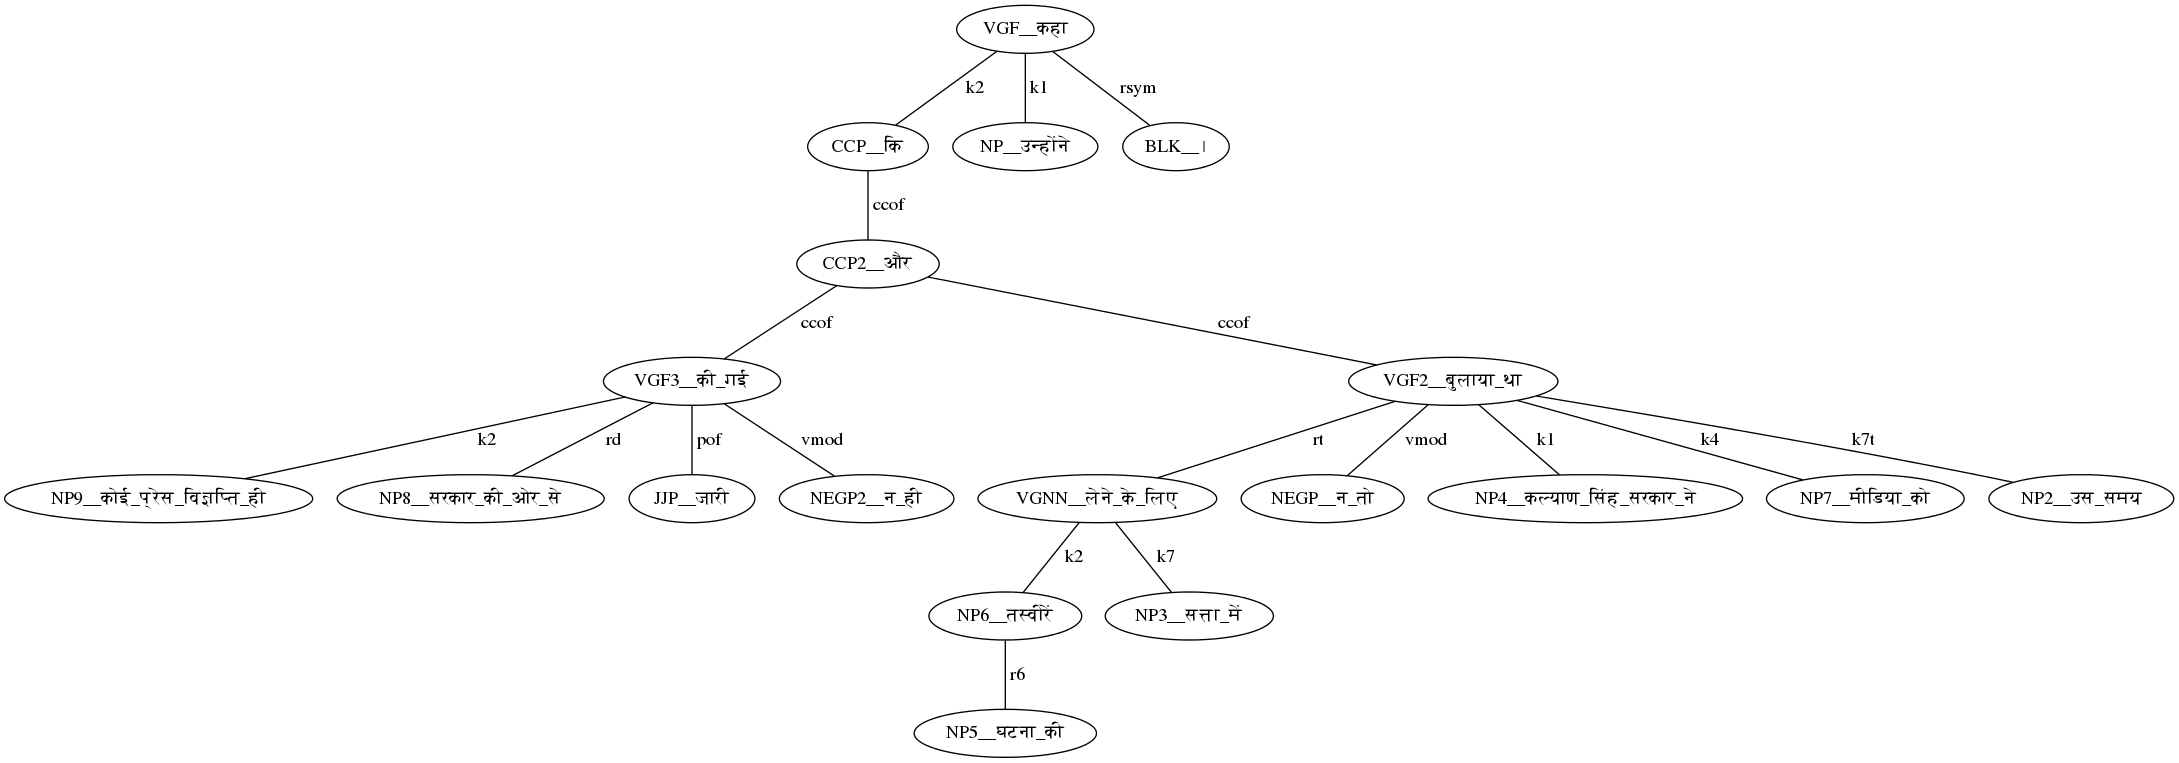 VGF__कहा
k2 k1 rsym
CCP__कि NP__उन्होंने BLK__।
ccof
CCP2__और
ccof ccof
VGF3__की_गई VGF2__बुलाया_था
k2 rd pof vmod rt vmod k1 k4 k7t
NP9__कोई_प्रेस_विज्ञप्ति_ही NP8__सरकार_की_ओर_से JJP__जारी NEGP2__न_ही VGNN__लेने_के_लिए NEGP__न_तो NP4__कल्याण_सिंह_सरकार_ने NP7__मीडिया_को NP2__उस_समय
k2 k7
NP6__तस्वीरें NP3__सत्ता_में
r6
NP5__घटना_की